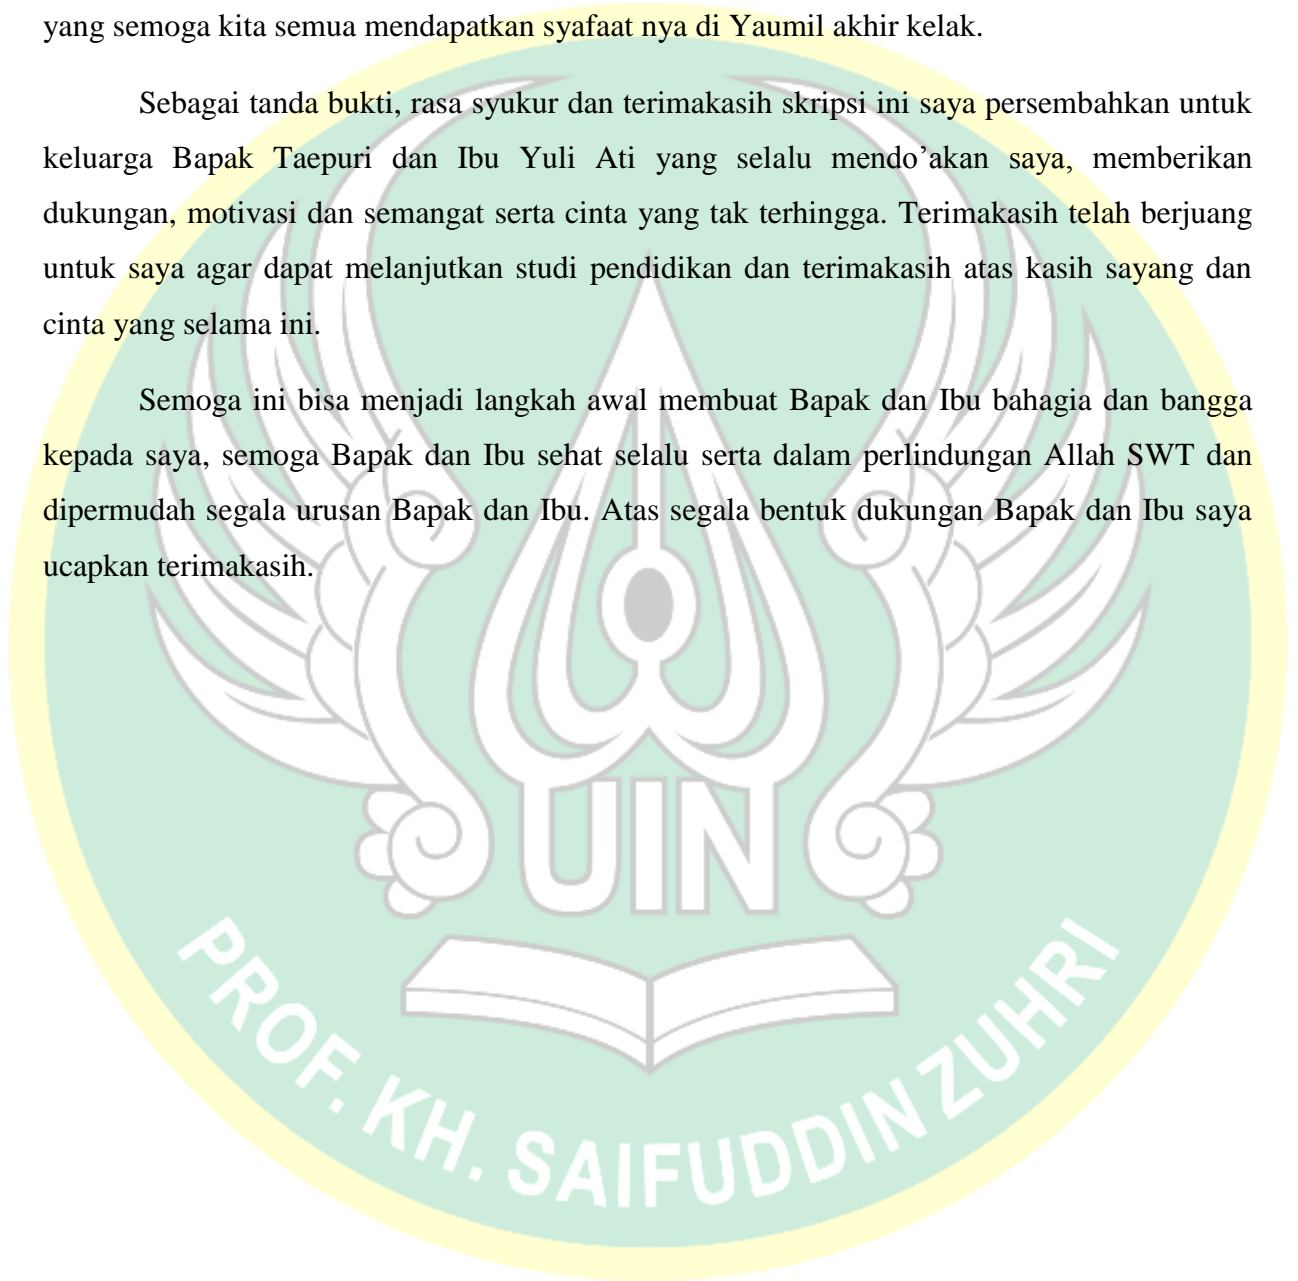 yang semoga kita semua mendapatkan syafaat nya di Yaumil akhir kelak.
Sebagai tanda bukti, rasa syukur dan terimakasih skripsi ini saya persembahkan untuk
keluarga Bapak Taepuri dan Ibu Yuli Ati yang selalu mendo’akan saya, memberikan
dukungan, motivasi dan semangat serta cinta yang tak terhingga. Terimakasih telah berjuang
untuk saya agar dapat melanjutkan studi pendidikan dan terimakasih atas kasih sayang dan
cinta yang selama ini.
Semoga ini bisa menjadi langkah awal membuat Bapak dan Ibu bahagia dan bangga
kepada saya, semoga Bapak dan Ibu sehat selalu serta dalam perlindungan Allah SWT dan
dipermudah segala urusan Bapak dan Ibu. Atas segala bentuk dukungan Bapak dan Ibu saya
ucapkan terimakasih.
UIN
PROF. KH. SAIFUDDIN ZUHRI